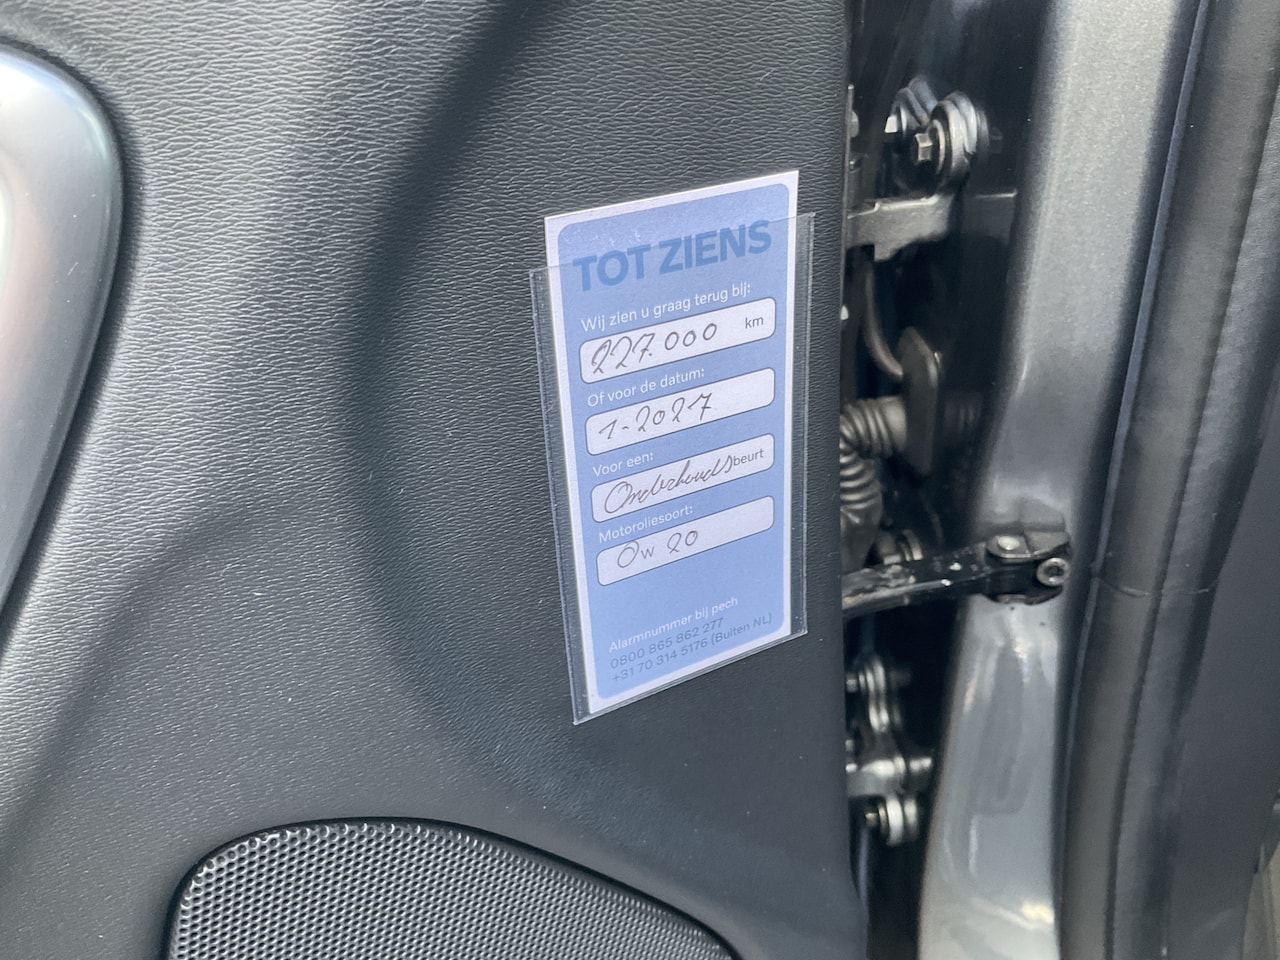 TOT ZIENS
Wij zien u graag terug bij:
227.000 km
Of voor de datum:
1-2027
Voor een:
Onderhouds beurt
Motoroliesoort:
0w 20
Alarmnummer bij pech
0800 865 862 277
+31 70 314 5176 (Buiten NL)